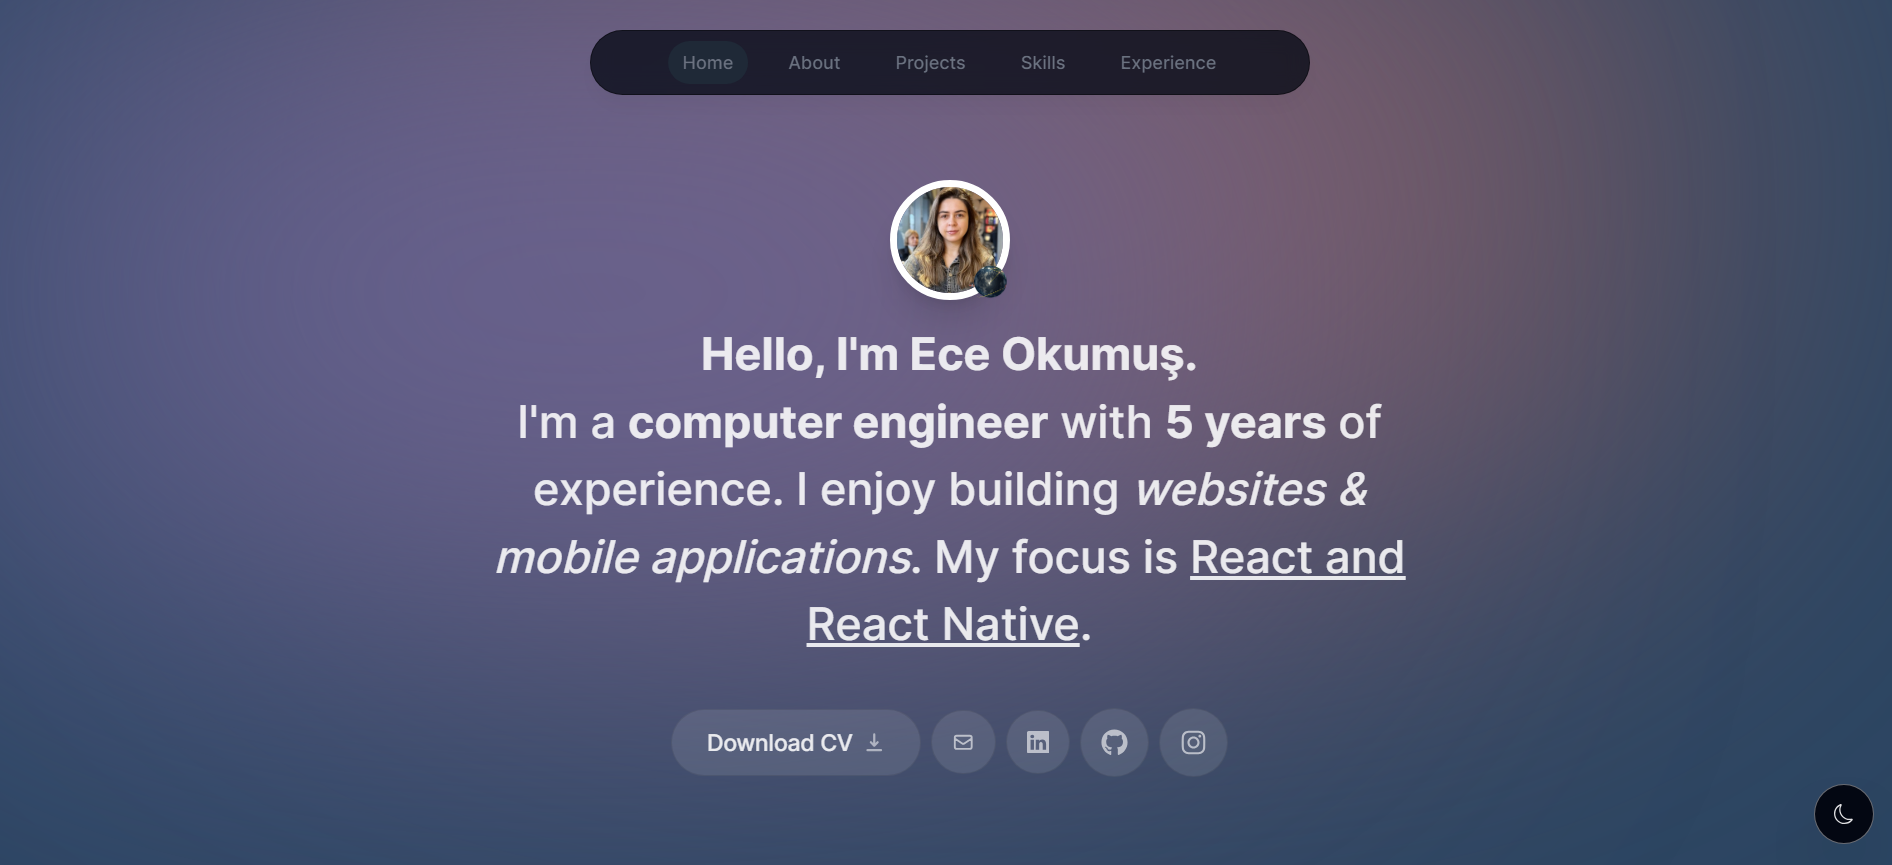 Home About Projects Skills Experience
Hello, I'm Ece Okumuş.
I'm a computer engineer with 5 years of
experience. I enjoy building websites &
mobile applications. My focus is React and
React Native.
Download CV